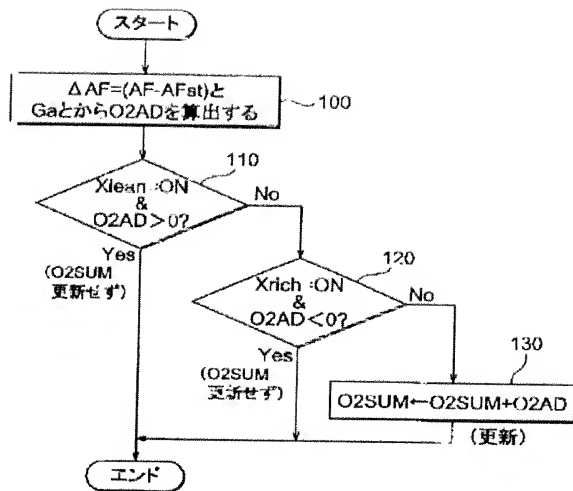 スタート
ΔAF=(AF-AFst)と
GaとからO2ADを算出する
100
110
Xlean:ON
&
O2AD>0?
No
Yes
(O2SUM
更新せず)
120
Xrich:ON
&
O2AD<0?
No
Yes
(O2SUM
更新せず)
130
O2SUM←O2SUM+O2AD
(更新)
エンド